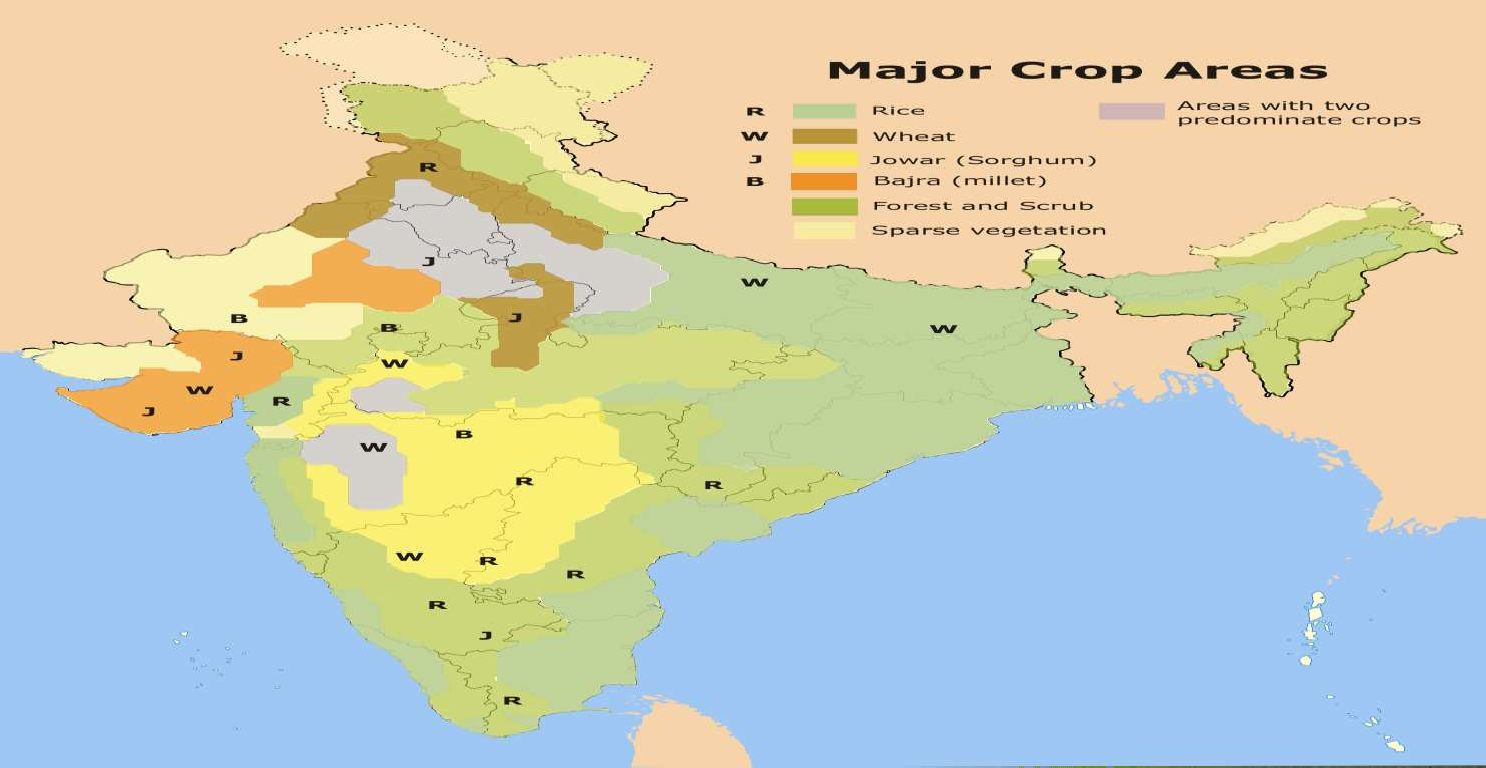 Major Crop Areas
R Rice
W Wheat
J Jowar (Sorghum)
B Bajra (millet)
Forest and Scrub
Sparse vegetation
Areas with two
predominate crops
R
J
W
B
B
W
J
W
W
J
J
R
B
W
R
R
W
R
R
R
J
R